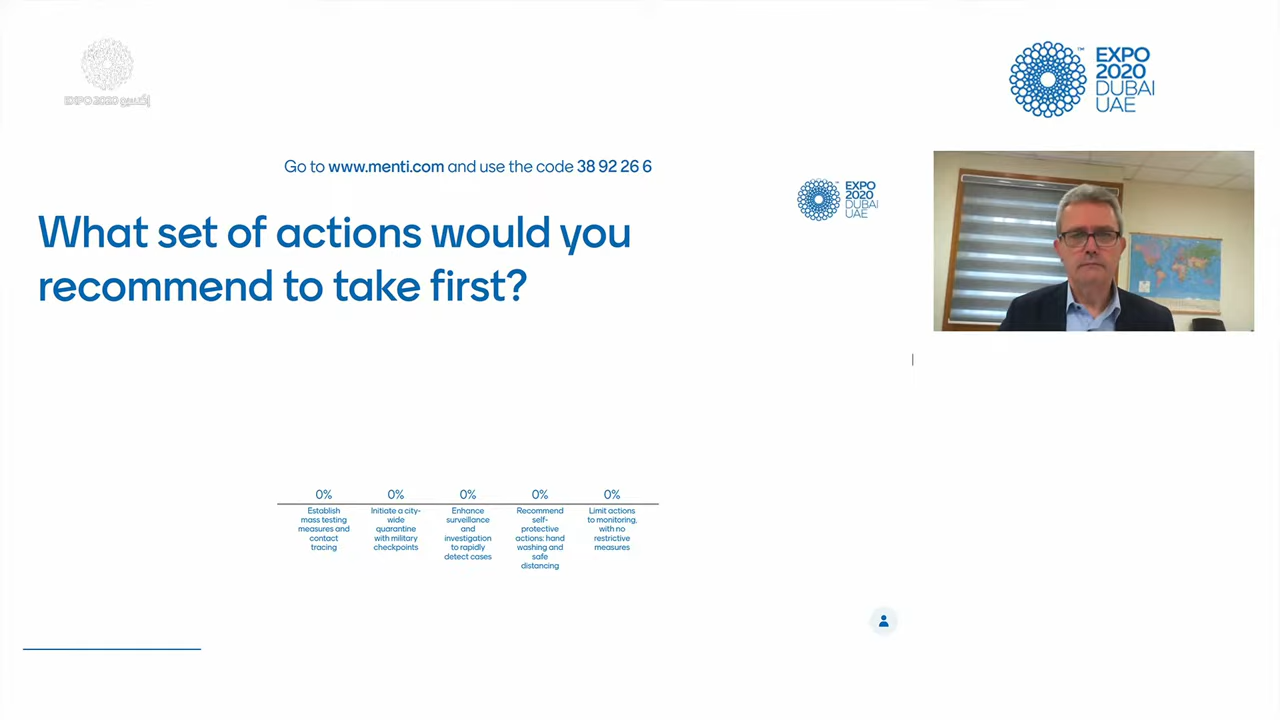 EXPO 2020 إكسبو
EXPO
2020
DUBAI
UAE
Go to www.menti.com and use the code 38 92 26 6
EXPO
2020
DUBAI
UAE
What set of actions would you
recommend to take first?
0%
Establish
mass testing
measures and
contact
tracing
0%
Initiate a city-
wide
quarantine
with military
checkpoints
0%
Enhance
surveillance
and
investigation
to rapidly
detect cases
0%
Recommend
self-
protective
actions: hand
washing and
safe
distancing
0%
Limit actions
to monitoring,
with no
restrictive
measures